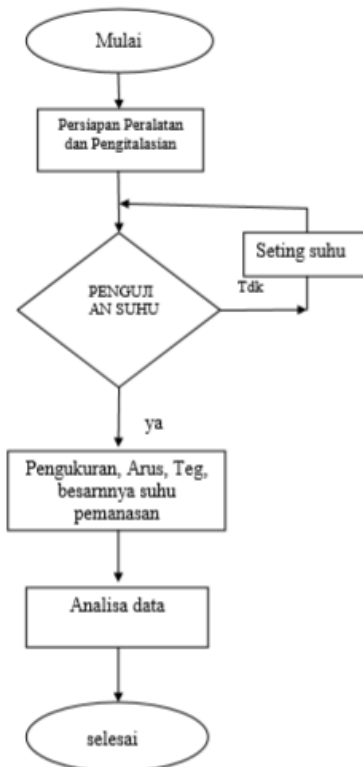 Mulai
Persiapan Peralatan
dan Pengitalasian
Seting suhu
PENGUJI
AN SUHU
Tdk
ya
Pengukuran, Arus, Teg,
besarnnya suhu
pemanasan
Analisa data
selesai